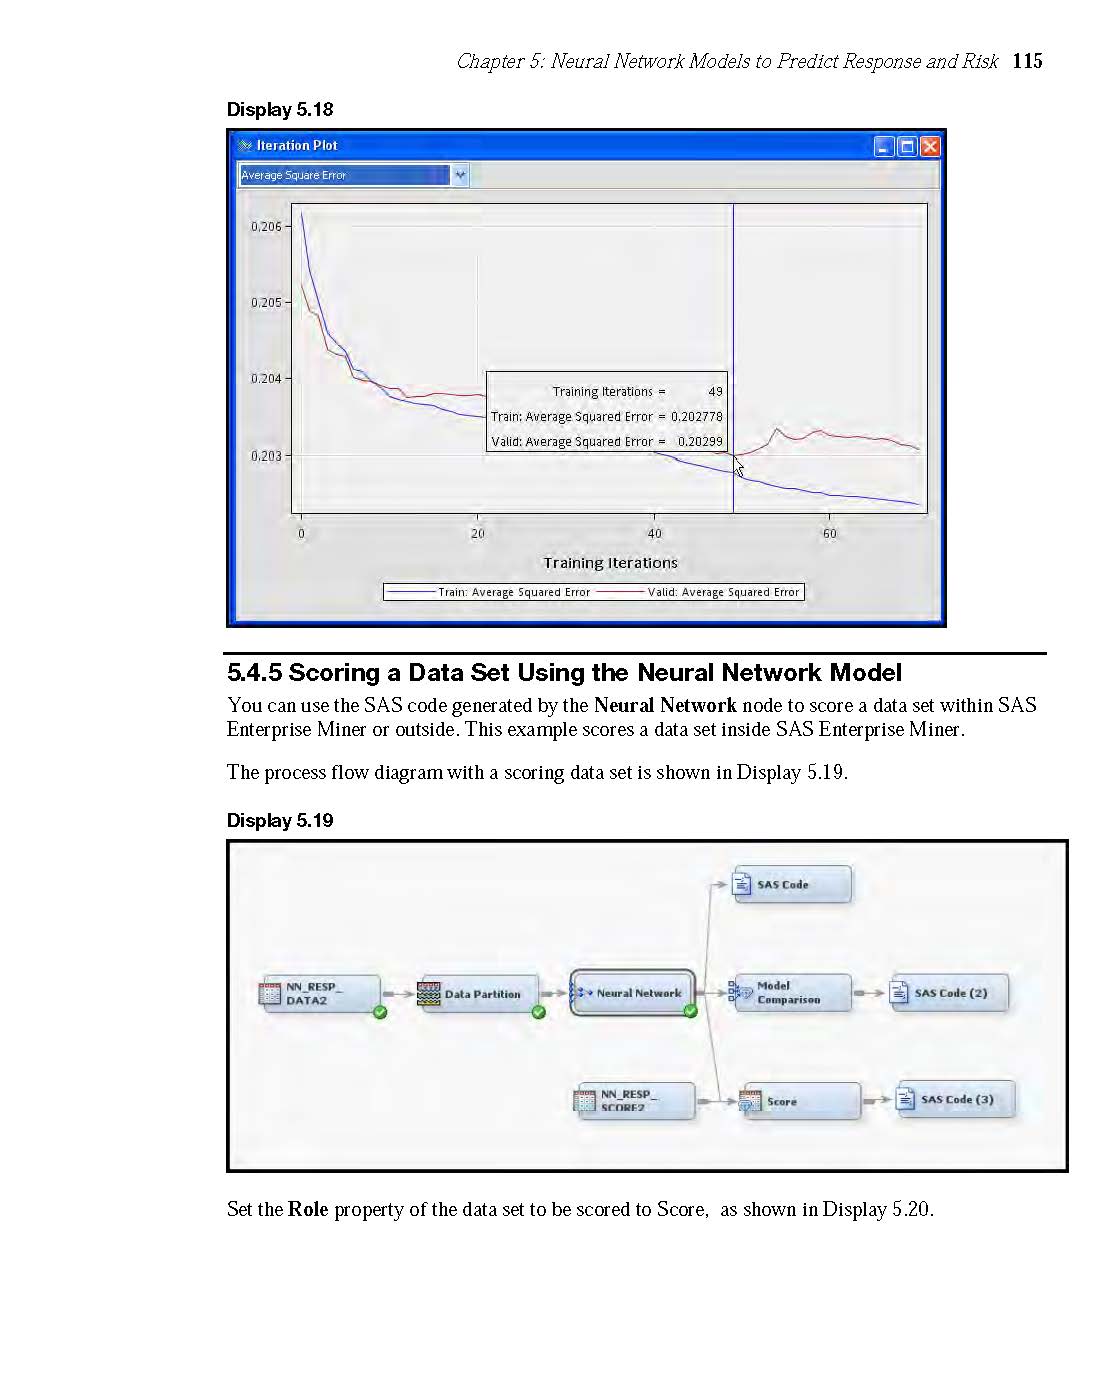 Chapter 5: Neural Network Models to Predict Response and Risk 115
Display 5.18
Iteration Plot
Average Square Error
0.206
0.205
0.204
0.203
Training Iterations = 49
Train: Average Squared Error = 0.202778
Valid: Average Squared Error = 0.20299
0 20 40 60
Training Iterations
Train: Average Squared Error Valid: Average Squared Error
5.4.5 Scoring a Data Set Using the Neural Network Model
You can use the SAS code generated by the Neural Network node to score a data set within SAS
Enterprise Miner or outside. This example scores a data set inside SAS Enterprise Miner.
The process flow diagram with a scoring data set is shown in Display 5.19.
Display 5.19
SAS Code
NN_RESP_
DATA2
Data Partition
Neural Network
Model
Comparison
SAS Code (2)
NN_RESP_
SCORE2
Score
SAS Code (3)
Set the Role property of the data set to be scored to Score, as shown in Display 5.20.